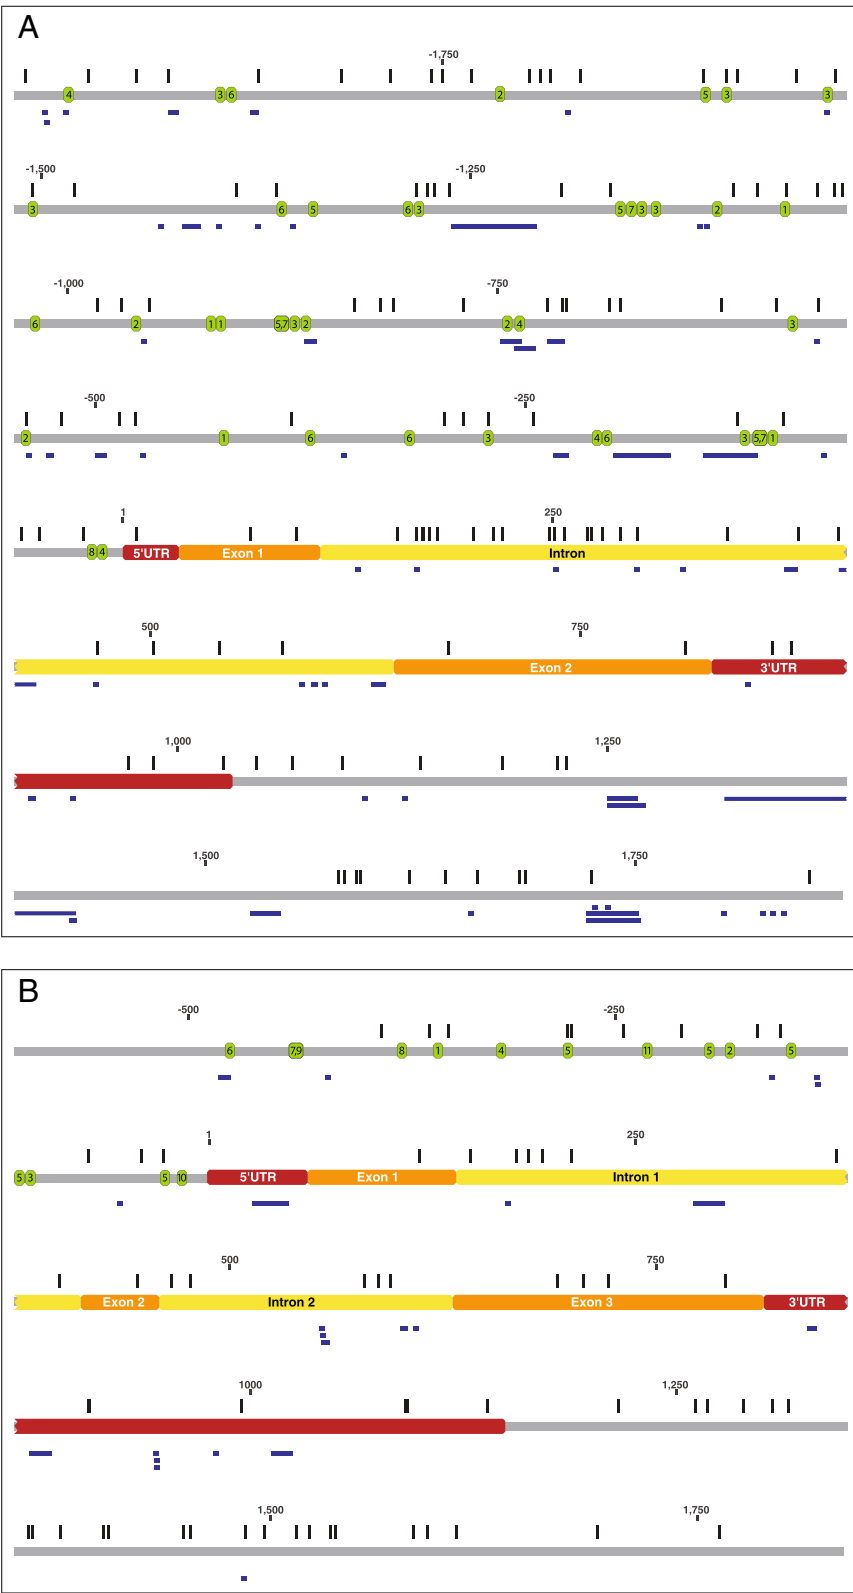 A
-1,750
4 3 6 2 5 3 3
-1,500 -1,250
3 6 5 6 3 5 7 3 3 2 1
-1,000 -750
6 2 1 1 5,7 3 2 2 4 3
-500 -250
2 1 6 6 3 4 6 3 5,7 1
1 250
8 4 5'UTR Exon 1 Intron
500 750
Exon 2 3'UTR
1,000 1,250
1,500 1,750
B
-500 -250
6 7,9 8 1 4 5 11 5 2 5
1 250
5 3 5 10 5'UTR Exon 1 Intron 1
500 750
Exon 2 Intron 2 Exon 3 3'UTR
1000 1,250
1,500 1,750